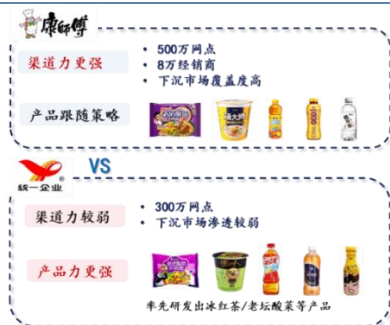 康師傅
渠道力更强
• 500万网点
• 8万经销商
• 下沉市场覆盖度高
产品跟随策略
VS
统一企业
渠道力较弱
• 300万网点
• 下沉市场渗透较弱
产品力更强
率先研发出冰红茶/老坛酸菜等产品